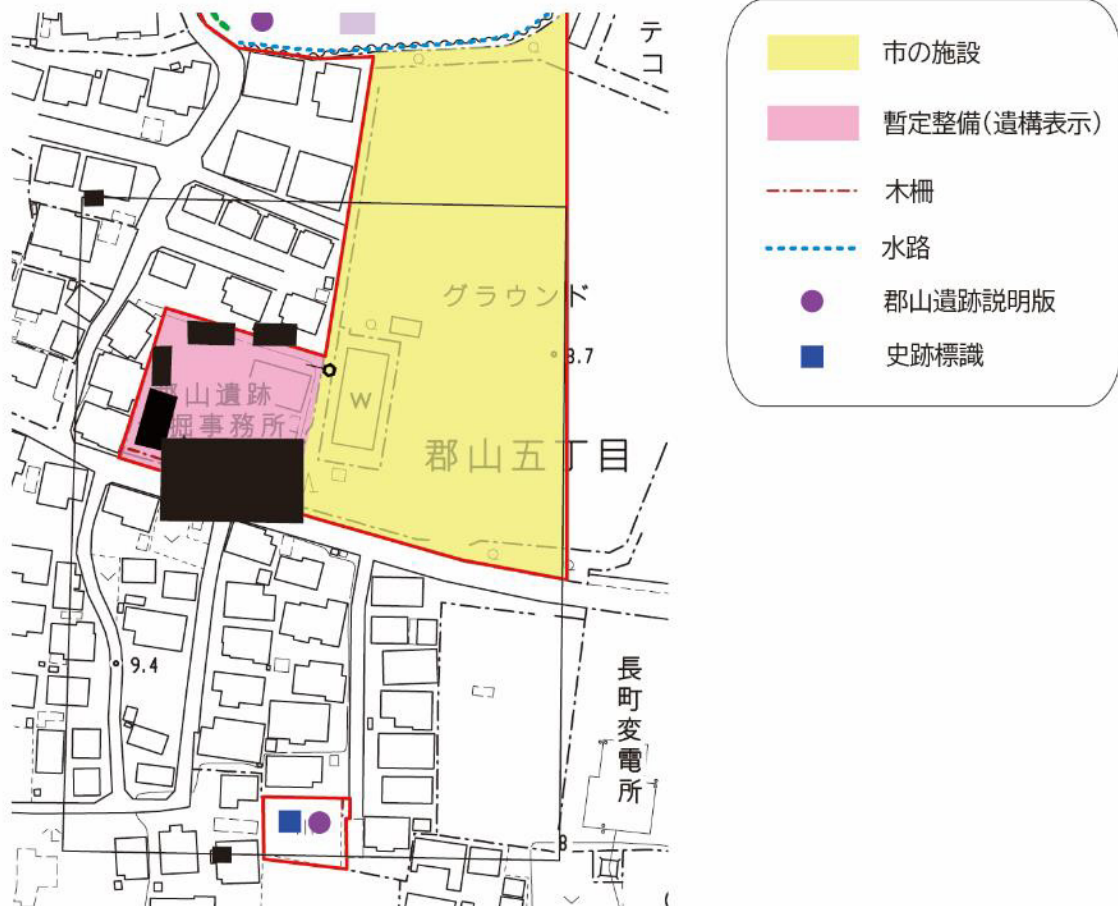 テ
コ
グラウンド
8.7
山遺跡
掘事務所
W
郡山五丁目
9.4
長町変電所
8
市の施設
暫定整備(遺構表示)
木柵
水路
郡山遺跡説明版
史跡標識